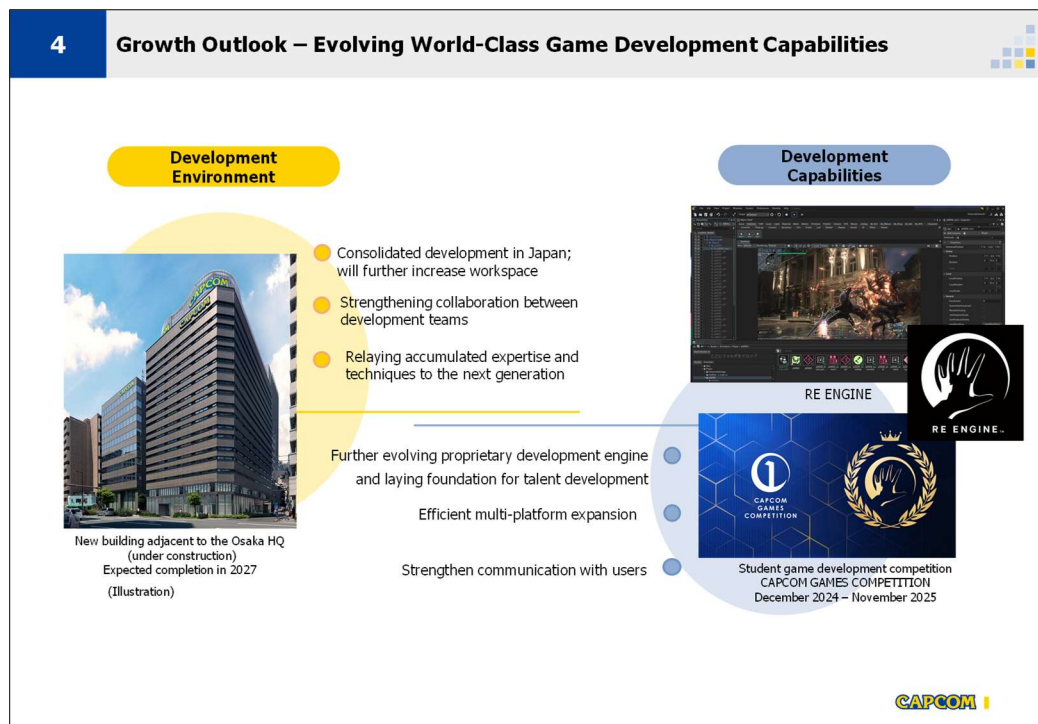 4
Growth Outlook – Evolving World-Class Game Development Capabilities
Development
Environment
Consolidated development in Japan;
will further increase workspace
Strengthening collaboration between
development teams
Relaying accumulated expertise and
techniques to the next generation
CAPCOM
CAPCOM
New building adjacent to the Osaka HQ
(under construction)
Expected completion in 2027
(Illustration)
Development
Capabilities
RE ENGINE
RE ENGINE™
Further evolving proprietary development engine
and laying foundation for talent development
Efficient multi-platform expansion
Strengthen communication with users
CAPCOM
GAMES
COMPETITION
Student game development competition
CAPCOM GAMES COMPETITION
December 2024 – November 2025
CAPCOM